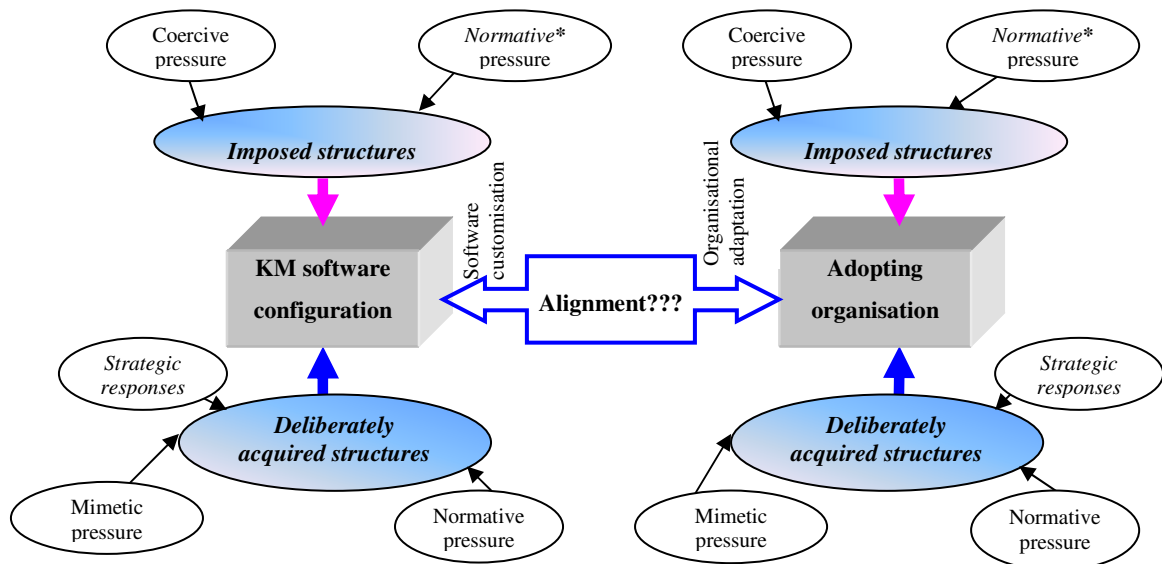 Coercive
pressure
Normative*
pressure
Coercive
pressure
Normative*
pressure
Imposed structures
Imposed structures
Software
customisation
Organisational
adaptation
KM software
configuration
Alignment???
Adopting
organisation
Strategic
responses
Strategic
responses
Deliberately
acquired structures
Deliberately
acquired structures
Mimetic
pressure
Normative
pressure
Mimetic
pressure
Normative
pressure